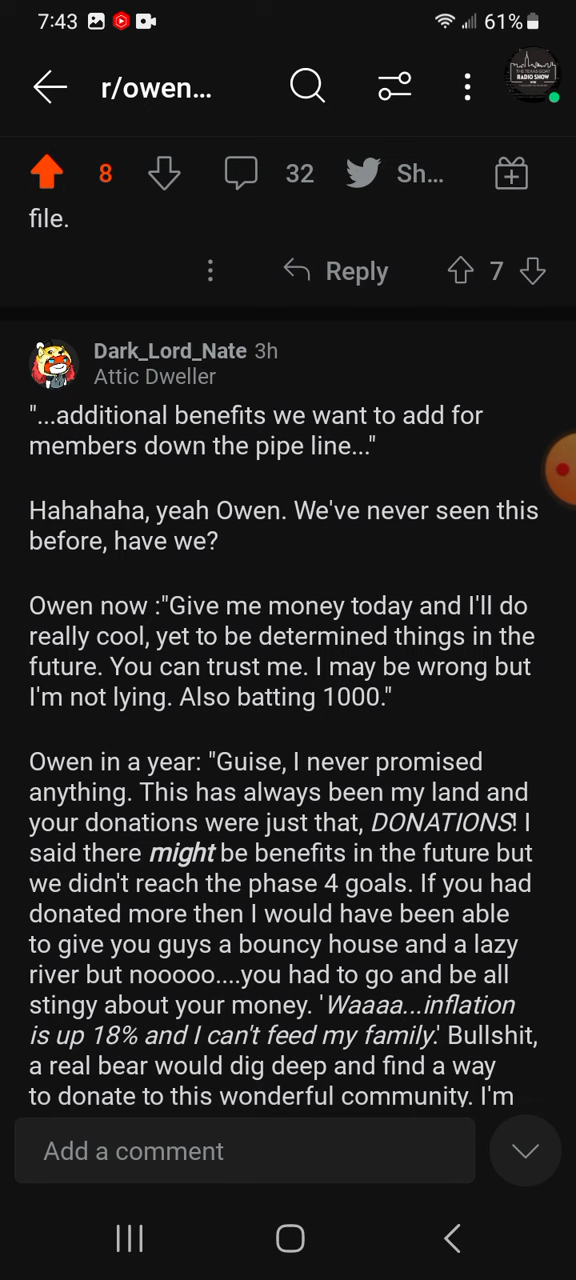 7:43
61%
r/owen...
THE TEXAS GOAT
RADIO SHOW
8
32
Sh...
file.
Reply
7
Dark_Lord_Nate 3h
Attic Dweller
"...additional benefits we want to add for
members down the pipe line..."
Hahahaha, yeah Owen. We've never seen this
before, have we?
Owen now :"Give me money today and I'll do
really cool, yet to be determined things in the
future. You can trust me. I may be wrong but
I'm not lying. Also batting 1000."
Owen in a year: "Guise, I never promised
anything. This has always been my land and
your donations were just that, DONATIONS! I
said there might be benefits in the future but
we didn't reach the phase 4 goals. If you had
donated more then I would have been able
to give you guys a bouncy house and a lazy
river but nooooo....you had to go and be all
stingy about your money. 'Waaaa...inflation
is up 18% and I can't feed my family.' Bullshit,
a real bear would dig deep and find a way
to donate to this wonderful community. I'm
Add a comment